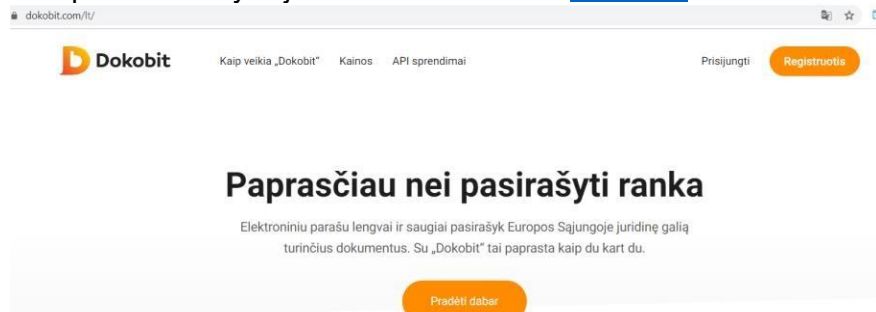 dokobit.com/lt/
Dokobit Kaip veikia „Dokobit“ Kainos API sprendimai Prisijungti Registruotis
Paprasčiau nei pasirašyti ranka
Elektroniniu parašu lengvai ir saugiai pasirašyk Europos Sąjungoje juridinę galią
turinčius dokumentus. Su „Dokobit“ tai paprasta kaip du kart du.
Pradėti dabar